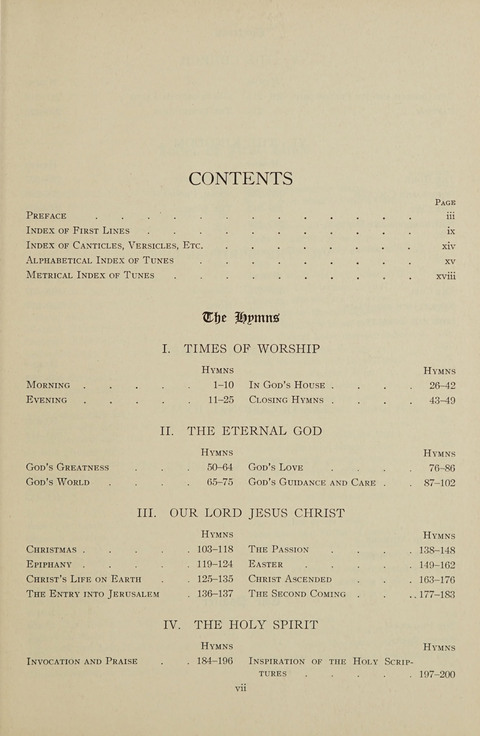 CONTENTS
PAGE
PREFACE . . . . . . . . . . . . . iii
INDEX OF FIRST LINES . . . . . . . . . . . ix
INDEX OF CANTICLES, VERSICLES, ETC. . . . . . . . . xiv
ALPHABETICAL INDEX OF TUNES . . . . . . . . . xv
METRICAL INDEX OF TUNES . . . . . . . . . . xviii
The Hymns
I. TIMES OF WORSHIP
HYMNS HYMNS
MORNING . . . . . 1–10 IN GOD'S HOUSE . . . . 26–42
EVENING . . . . . 11–25 CLOSING HYMNS . . . . 43–49
II. THE ETERNAL GOD
HYMNS HYMNS
GOD'S GREATNESS . . . 50–64 GOD'S LOVE . . . . 76–86
GOD'S WORLD . . . . 65–75 GOD'S GUIDANCE AND CARE . . 87–102
III. OUR LORD JESUS CHRIST
HYMNS HYMNS
CHRISTMAS . . . . . 103–118 THE PASSION . . . . 138–148
EPIPHANY . . . . . 119–124 EASTER . . . . . 149–162
CHRIST'S LIFE ON EARTH . . 125–135 CHRIST ASCENDED . . . . 163–176
THE ENTRY INTO JERUSALEM . 136–137 THE SECOND COMING . . . . 177–183
IV. THE HOLY SPIRIT
HYMNS HYMNS
INVOCATION AND PRAISE . . 184–196 INSPIRATION OF THE HOLY SCRIP-
TURES . . . . . 197–200
vii